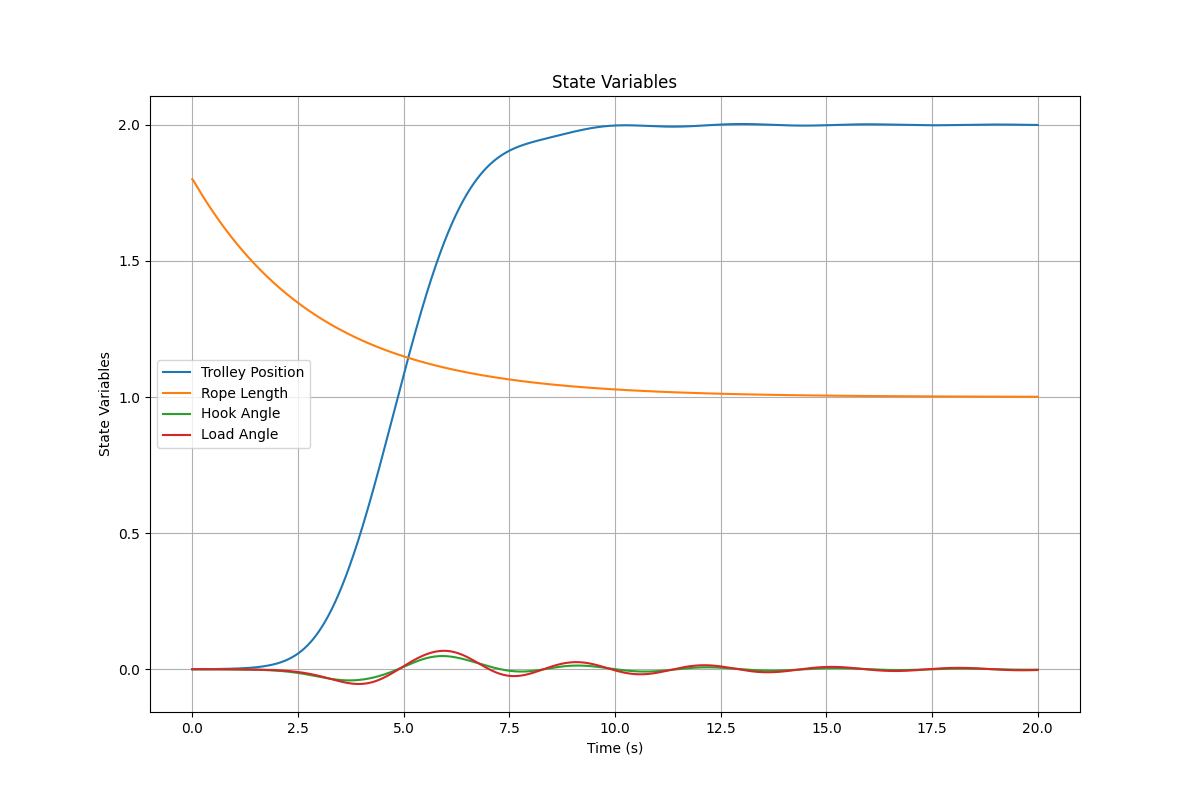 State Variables
2.0
1.5
1.0
0.5
0.0
State Variables
Trolley Position
Rope Length
Hook Angle
Load Angle
0.0 2.5 5.0 7.5 10.0 12.5 15.0 17.5 20.0
Time (s)